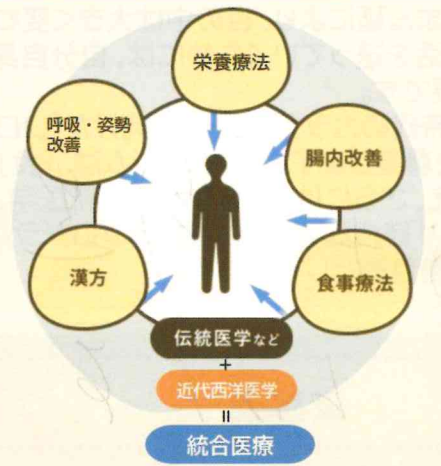 栄養療法
呼吸・姿勢
改善
腸内改善
漢方
食事療法
伝統医学など
+
近代西洋医学
=
統合医療